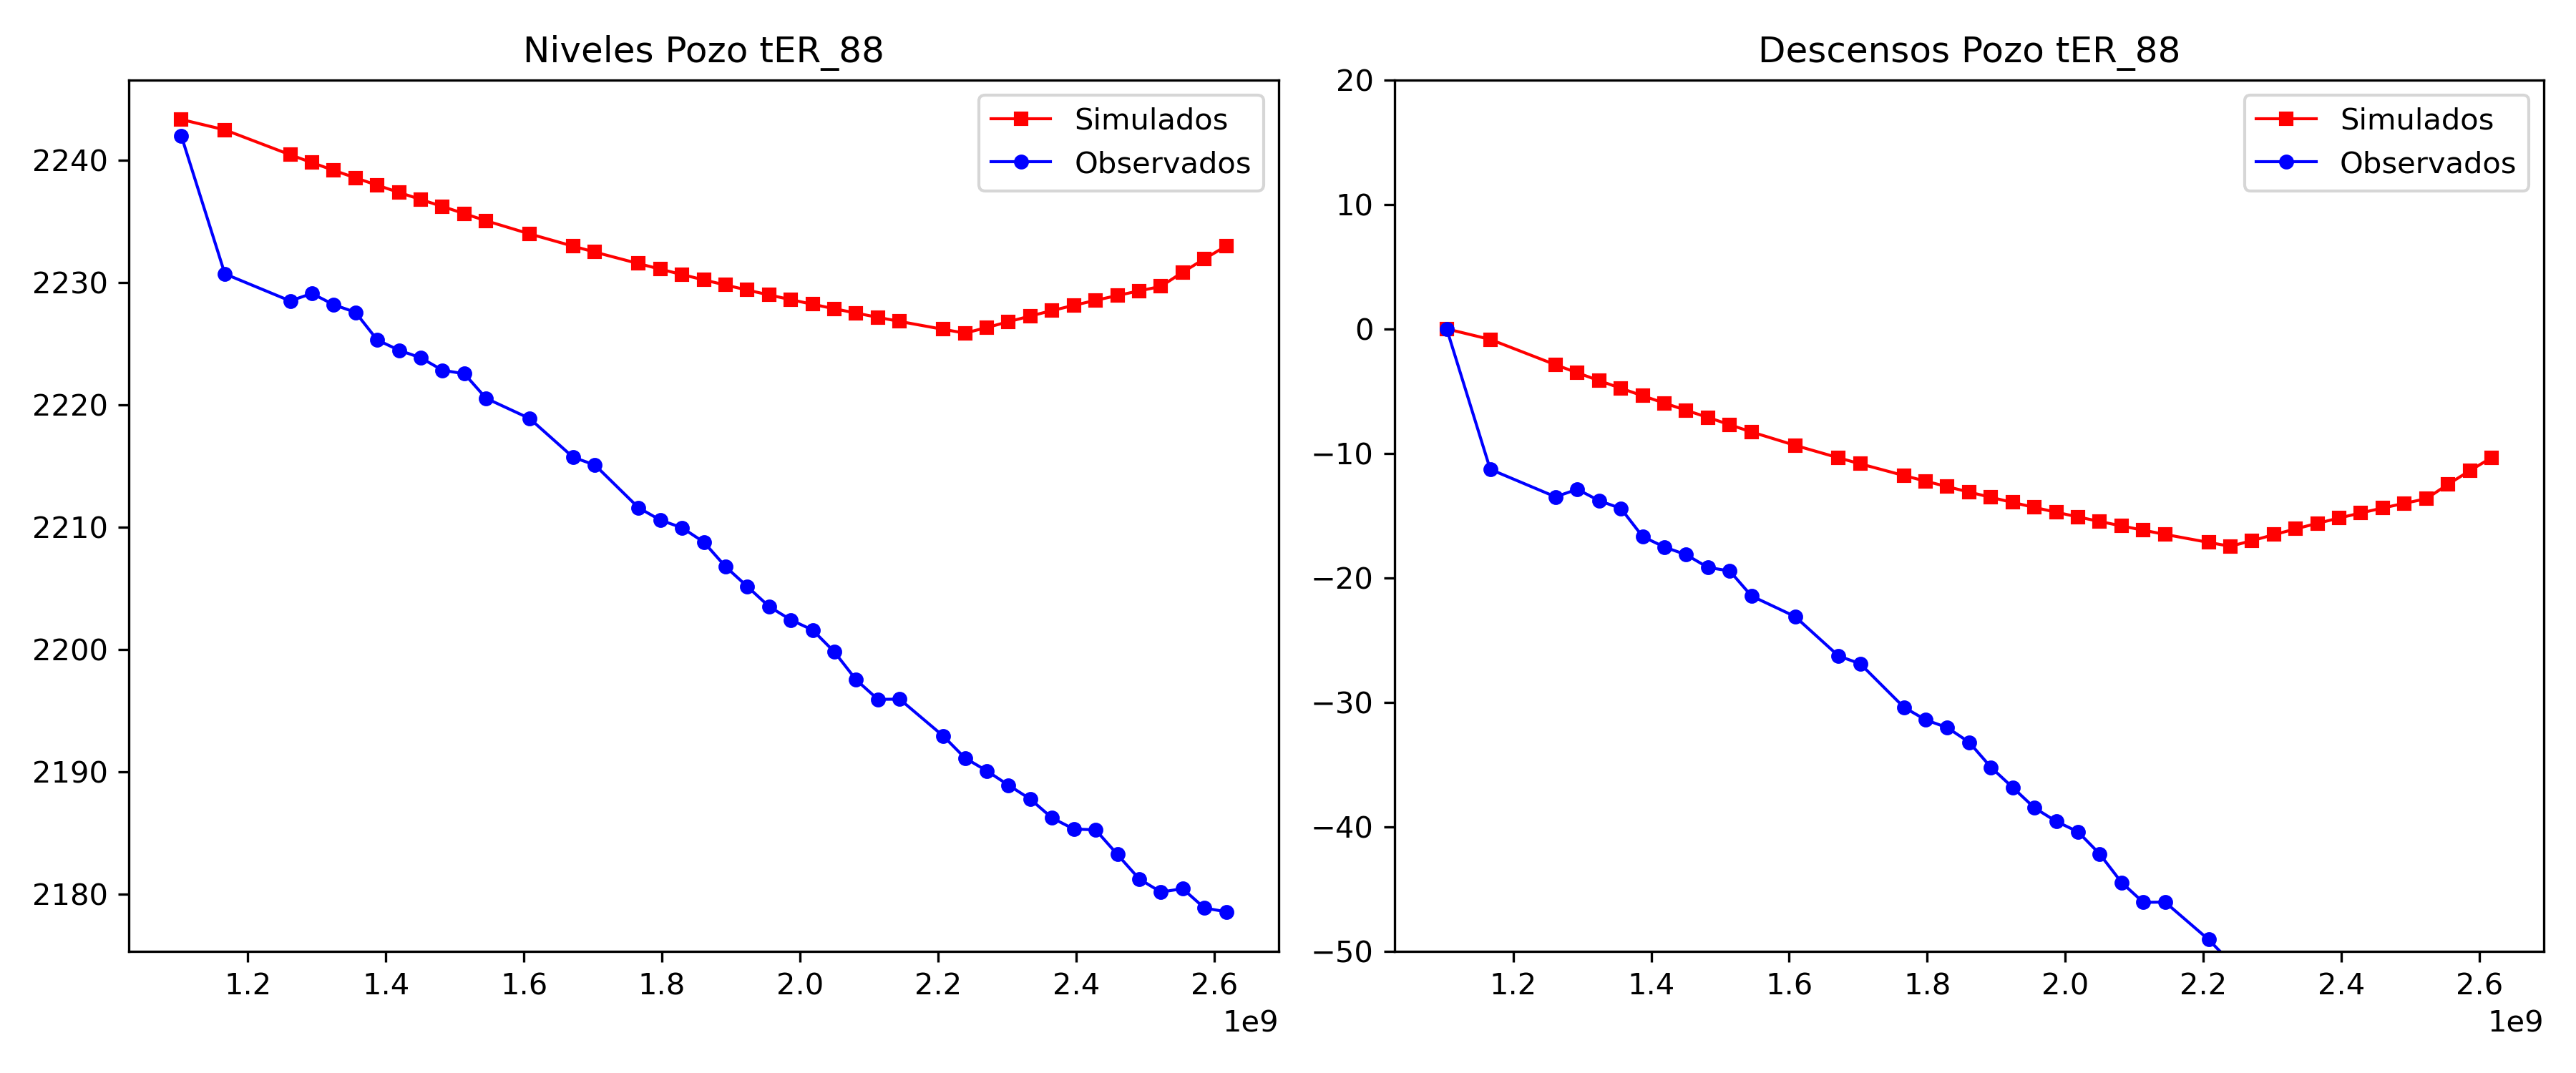 Niveles Pozo tER_88
Simulados
Observados
2240
2230
2220
2210
2200
2190
2180
1.2 1.4 1.6 1.8 2.0 2.2 2.4 2.6
1e9
Descensos Pozo tER_88
Simulados
Observados
20
10
0
−10
−20
−30
−40
−50
1.2 1.4 1.6 1.8 2.0 2.2 2.4 2.6
1e9